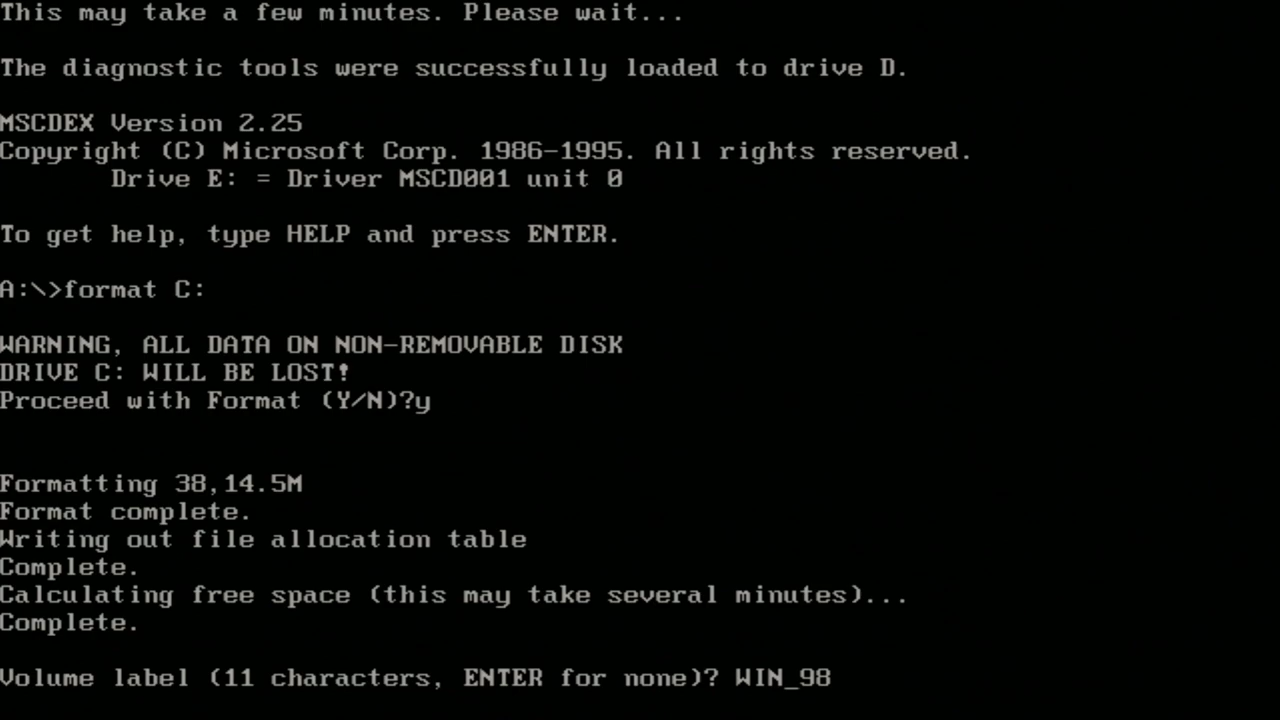 This may take a few minutes. Please wait...
The diagnostic tools were successfully loaded to drive D.
MSCDEX Version 2.25
Copyright (C) Microsoft Corp. 1986-1995. All rights reserved.
Drive E: = Driver MSCD001 unit 0
To get help, type HELP and press ENTER.
A:\>format C:
WARNING, ALL DATA ON NON-REMOVABLE DISK
DRIVE C: WILL BE LOST!
Proceed with Format (Y/N)?y
Formatting 38,14.5M
Format complete.
Writing out file allocation table
Complete.
Calculating free space (this may take several minutes)...
Complete.
Volume label (11 characters, ENTER for none)? WIN_98